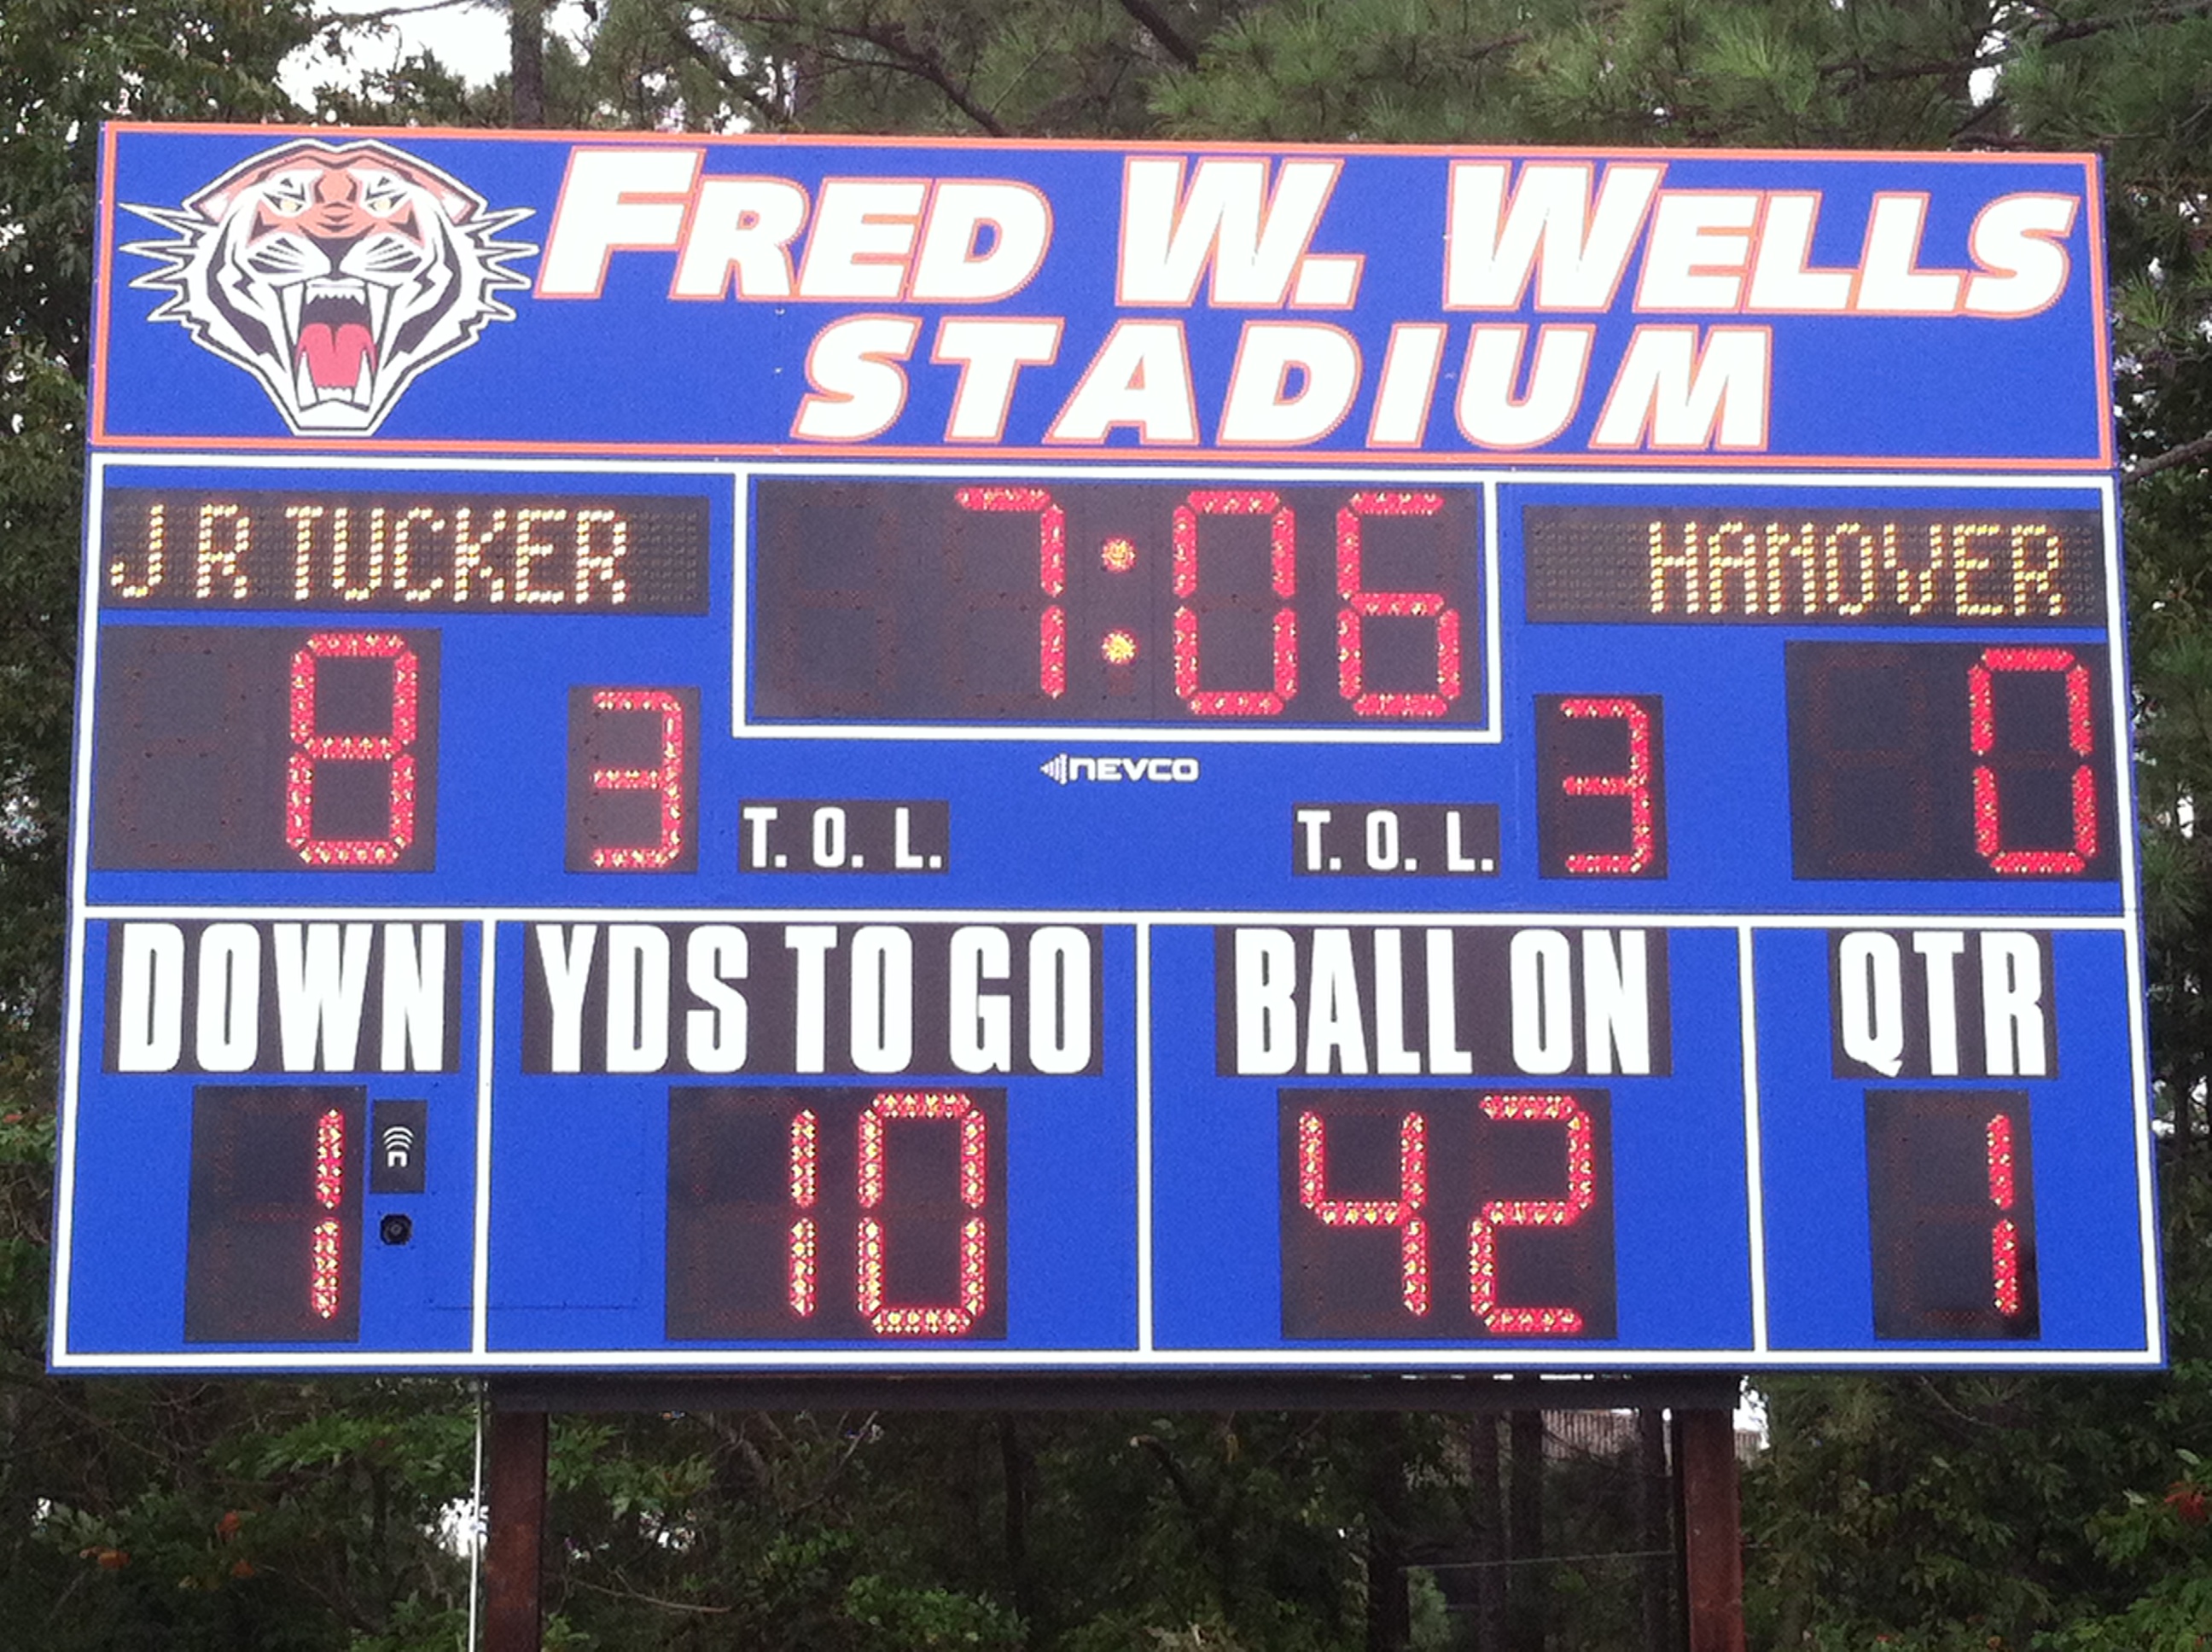 FRED W. WELLS
STADIUM
J R TUCKER 7:06 HANOVER
8 3 T. O. L. NEVCO T. O. L. 3 0
DOWN YDS TO GO BALL ON QTR
1 10 42 1